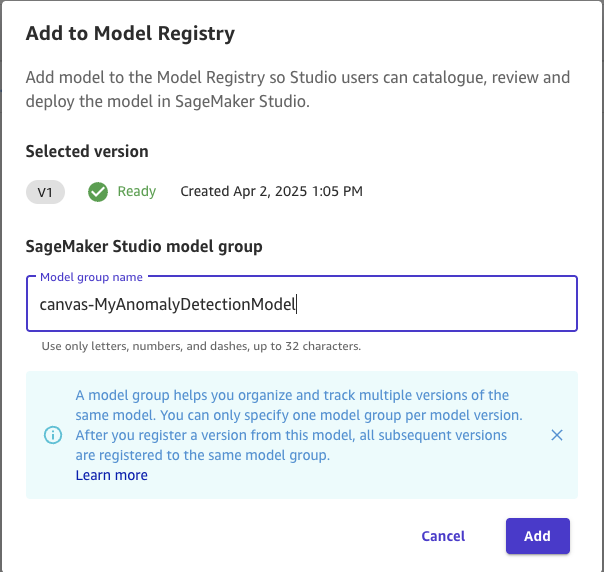 Add to Model Registry
Add model to the Model Registry so Studio users can catalogue, review and
deploy the model in SageMaker Studio.
Selected version
V1 Ready Created Apr 2, 2025 1:05 PM
SageMaker Studio model group
Model group name
canvas-MyAnomalyDetectionModel
Use only letters, numbers, and dashes, up to 32 characters.
A model group helps you organize and track multiple versions of the
same model. You can only specify one model group per model version.
After you register a version from this model, all subsequent versions
are registered to the same model group.
Learn more
Cancel Add